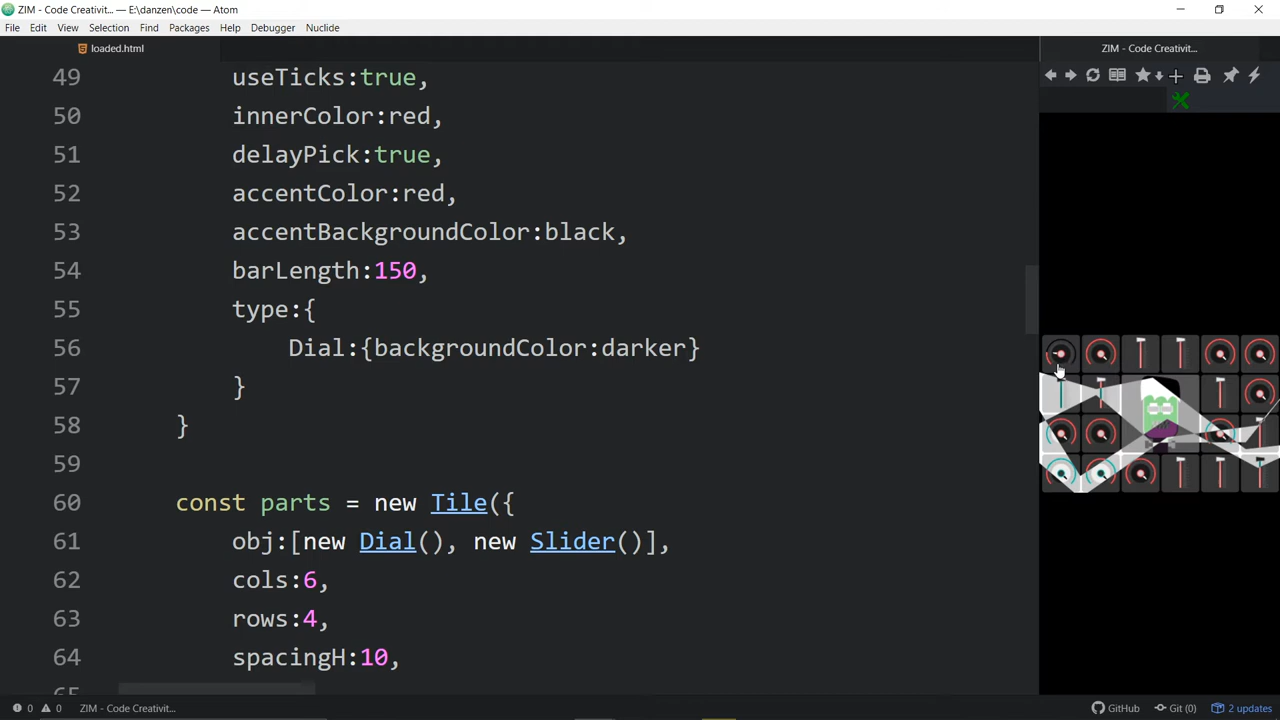 ZIM - Code Creativit... — E:\danzen\code — Atom
File Edit View Selection Find Packages Help Debugger Nuclide
loaded.html
ZIM - Code Creativit...
49 useTicks:true,
50 innerColor:red,
51 delayPick:true,
52 accentColor:red,
53 accentBackgroundColor:black,
54 barLength:150,
55 type:{
56 Dial:{backgroundColor:darker}
57 }
58 }
59
60 const parts = new Tile({
61 obj:[new Dial(), new Slider()],
62 cols:6,
63 rows:4,
64 spacingH:10,
65
0 0 ZIM - Code Creativit... GitHub Git (0) 2 updates